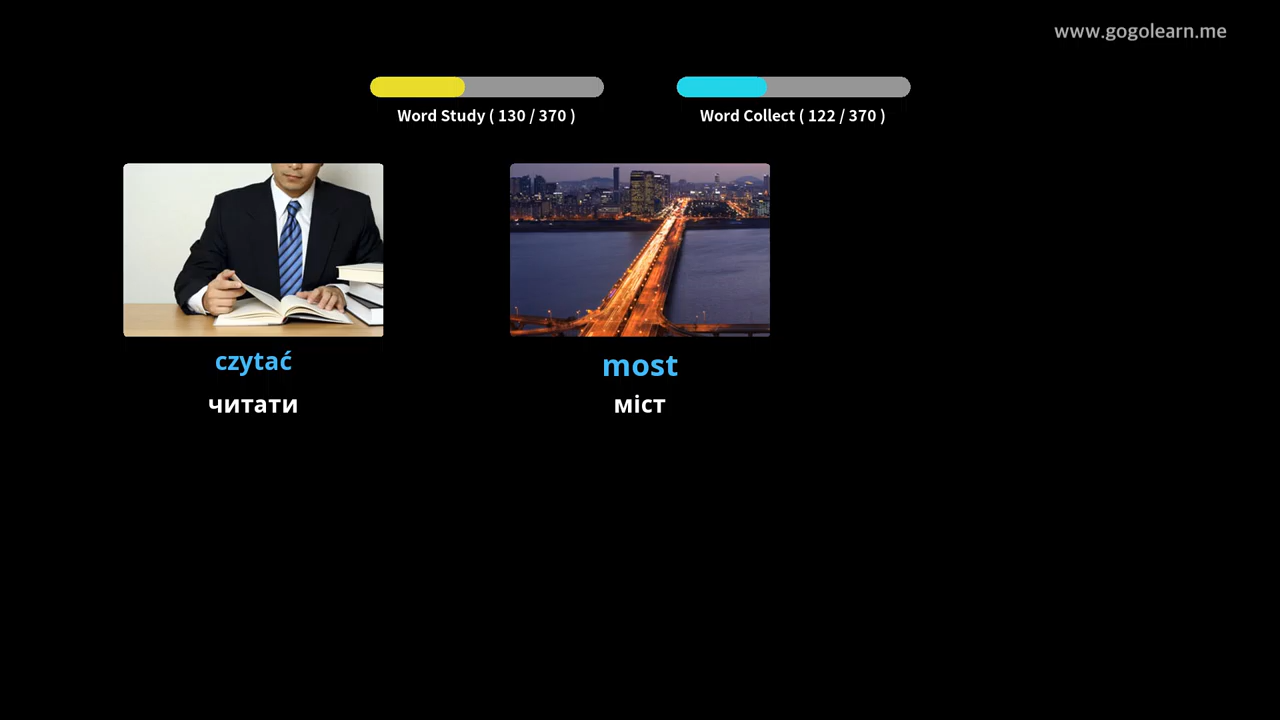 www.gogolearn.me
Word Study ( 130 / 370 )
Word Collect ( 122 / 370 )
czytać
most
читати
міст